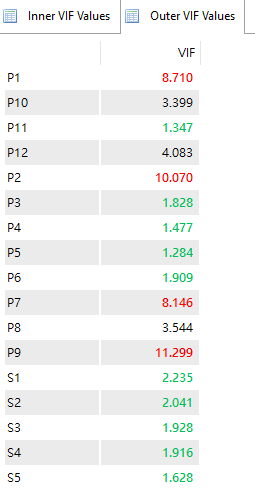 Inner VIF Values Outer VIF Values
VIF
P1 8.710
P10 3.399
P11 1.347
P12 4.083
P2 10.070
P3 1.828
P4 1.477
P5 1.284
P6 1.909
P7 8.146
P8 3.544
P9 11.299
S1 2.235
S2 2.041
S3 1.928
S4 1.916
S5 1.628